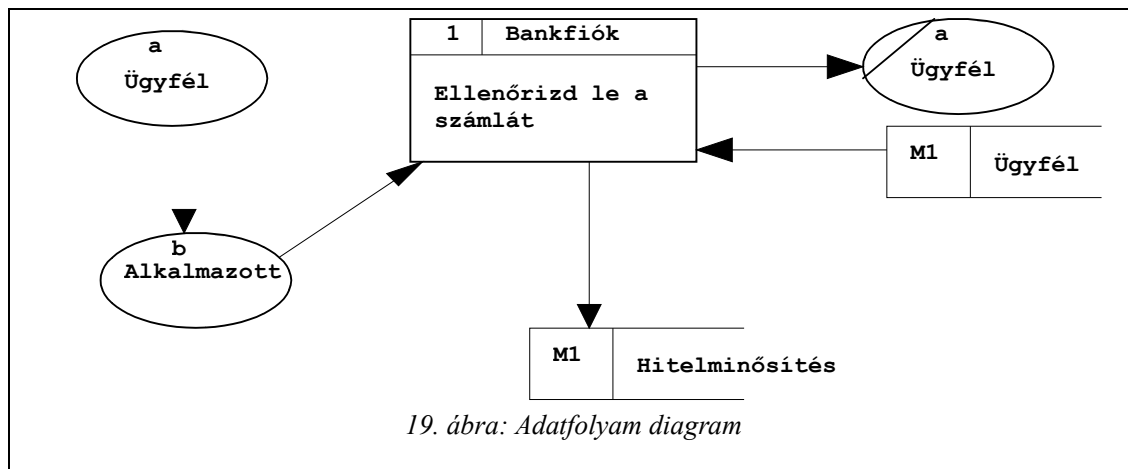 a
Ügyfél
1 Bankfiók
Ellenőrizd le a
számlát
a
Ügyfél
M1 Ügyfél
b
Alkalmazott
M1 Hitelminősítés
19. ábra: Adatfolyam diagram